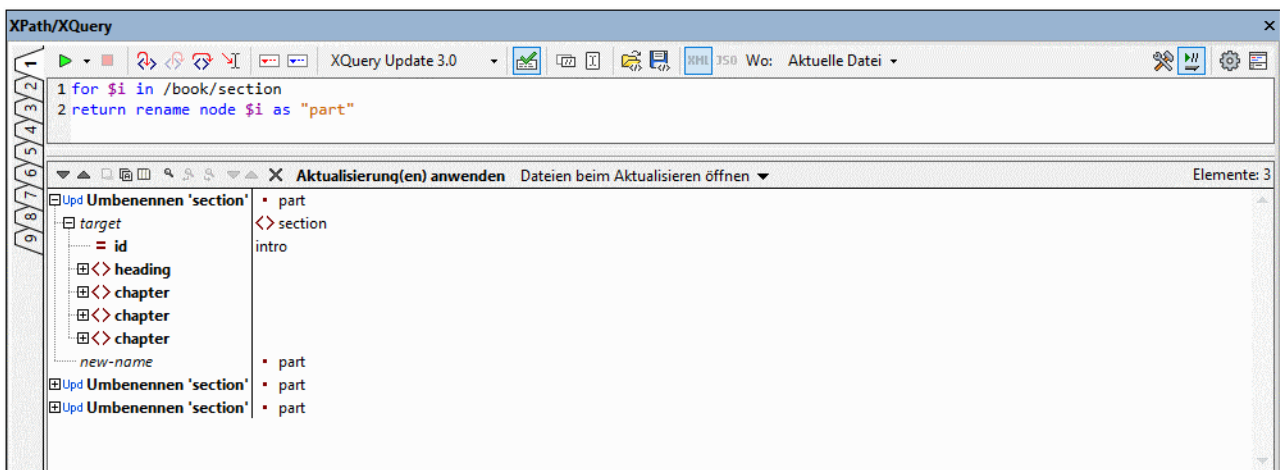 XPath/XQuery
XQuery Update 3.0 XML JSO Wo: Aktuelle Datei
1 for $i in /book/section
2 return rename node $i as "part"
1
2
3
4
5
6
7
8
9
Aktualisierung(en) anwenden Dateien beim Aktualisieren öffnen Elemente: 3
Upd Umbenennen 'section' part
target <> section
= id intro
<> heading
<> chapter
<> chapter
<> chapter
new-name part
Upd Umbenennen 'section' part
Upd Umbenennen 'section' part